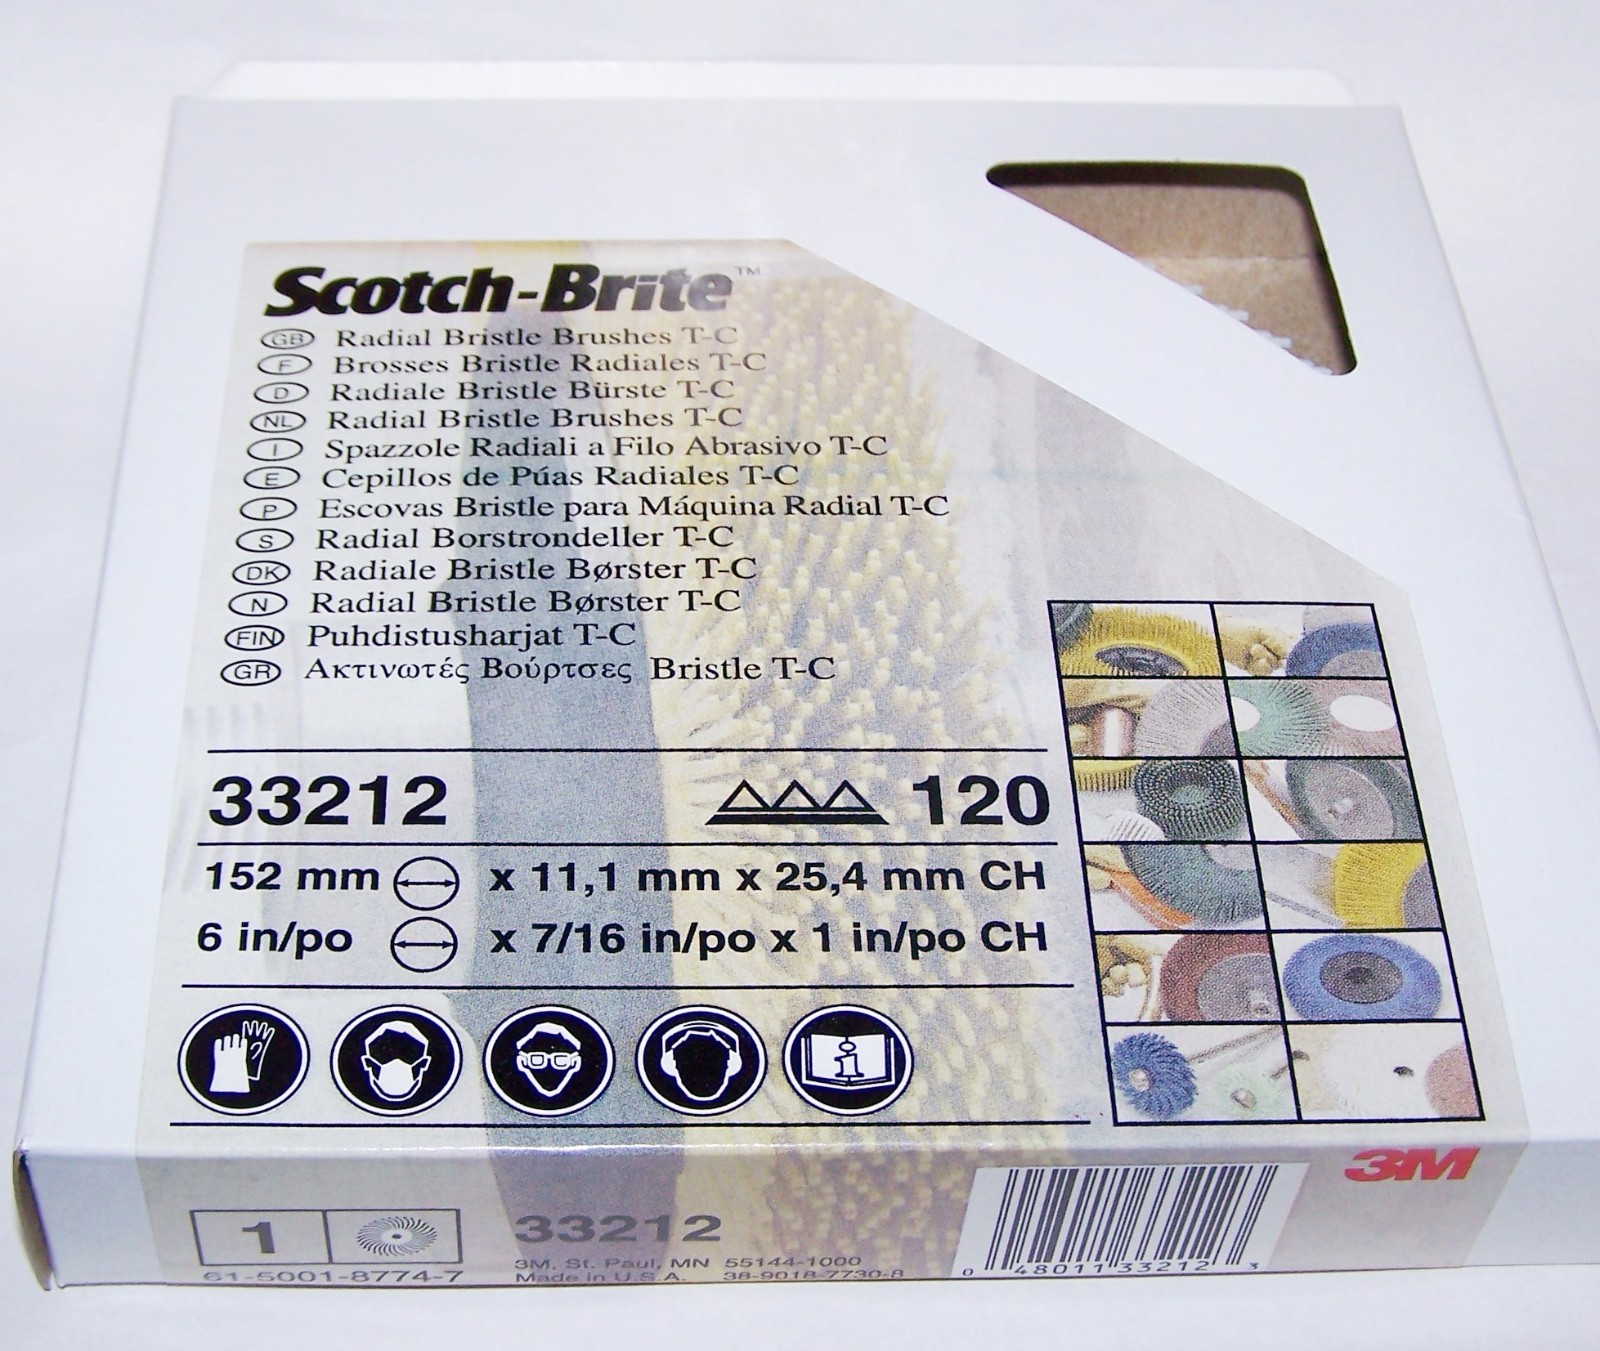 Scotch-Brite™
GB Radial Bristle Brushes T-C
F Brosses Bristle Radiales T-C
D Radiale Bristle Bürste T-C
NL Radial Bristle Brushes T-C
I Spazzole Radiali a Filo Abrasivo T-C
E Cepillos de Púas Radiales T-C
P Escovas Bristle para Máquina Radial T-C
S Radial Borstrondeller T-C
DK Radiale Bristle Børster T-C
N Radial Bristle Børster T-C
FIN Puhdistusharjat T-C
GR Ακτινωτές Βούρτσες Bristle T-C
33212 120
152 mm x 11,1 mm x 25,4 mm CH
6 in/po x 7/16 in/po x 1 in/po CH
i
3M
1 33212
3M, St. Paul, MN 55144-1000
61-5001-8774-7 Made in U.S.A. 38-9018-7730-8
0 48011 33212 3